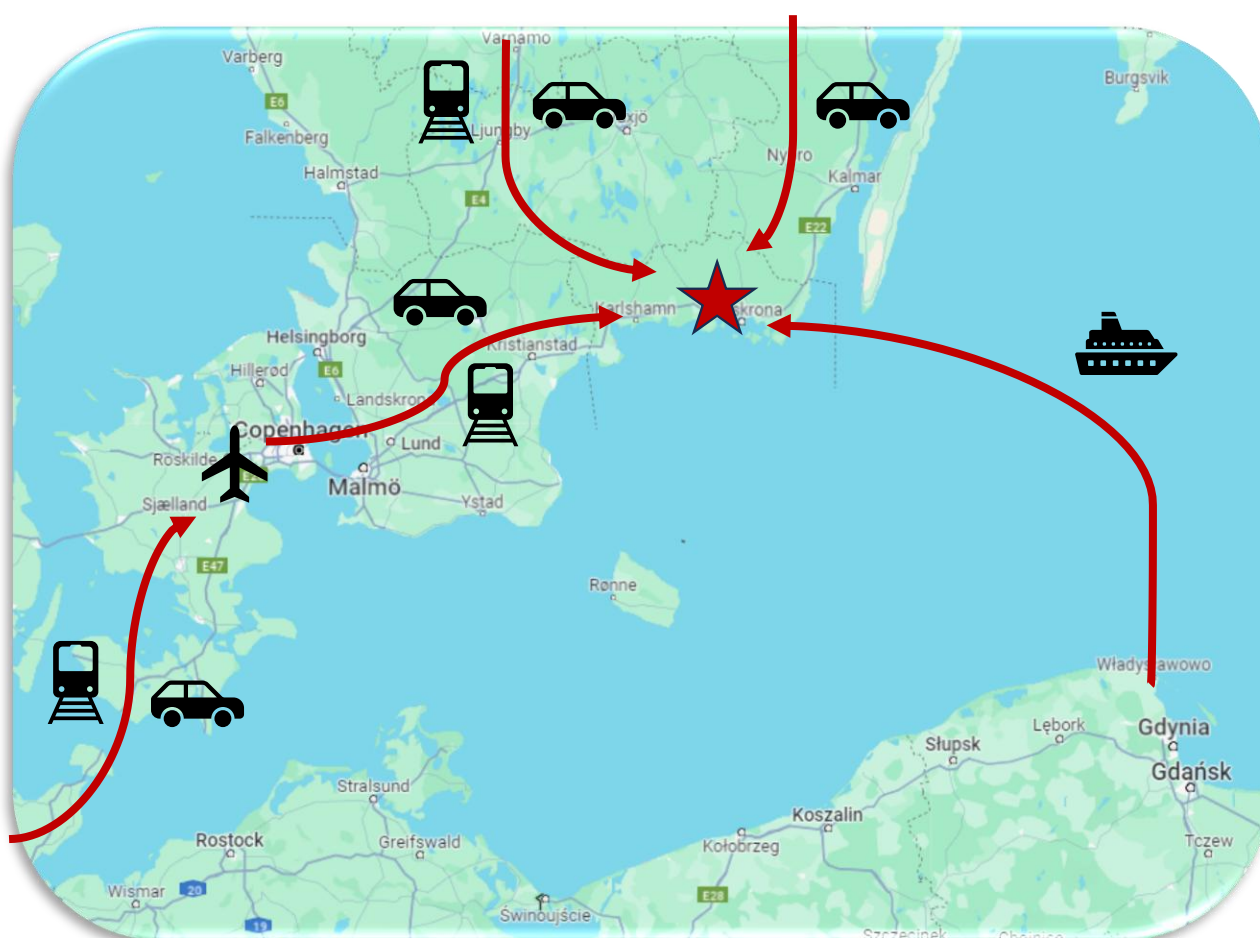 Varnamo
Varberg
Burgsvik
E6
Falkenberg
Ljungby
Halmstad
Kalmar
E4
E22
Karlshamn
Helsingborg
Kristianstad
Hillerød
E6
Landskrona
Copenhagen
Lund
Roskilde
Malmö
Sjælland
Ystad
E47
Rønne
Władysławowo
Lębork
Gdynia
Słupsk
Gdańsk
Stralsund
Koszalin
Rostock
Greifswald
Kołobrzeg
Tczew
Wismar
20
E28
Świnoujście
19